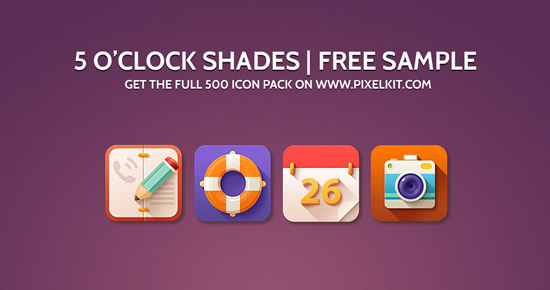 5 O’CLOCK SHADES | FREE SAMPLE
GET THE FULL 500 ICON PACK ON WWW.PIXELKIT.COM
26